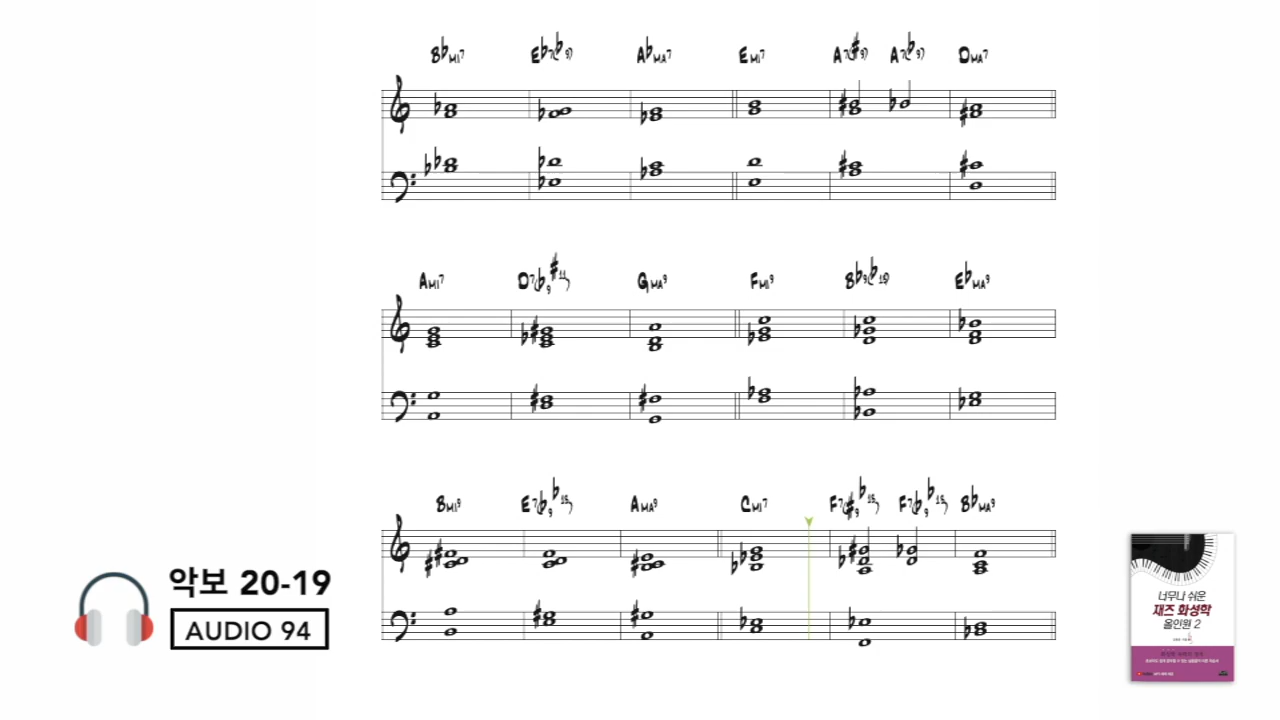 Bbmi7 Eb7(b9) Abma7 Emi7 A7(#9) A7(b9) Dma7
Ami7 D7(b9 #11) Gma9 Fmi9 Bb9(b13) Ebma9
Bmi9 E7(b9 b13) Ama9 Cmi7 F7(#9 b13) F7(b9 b13) Bbma9
악보 20-19
AUDIO 94
너무나 쉬운
재즈 화성학
올인원 2